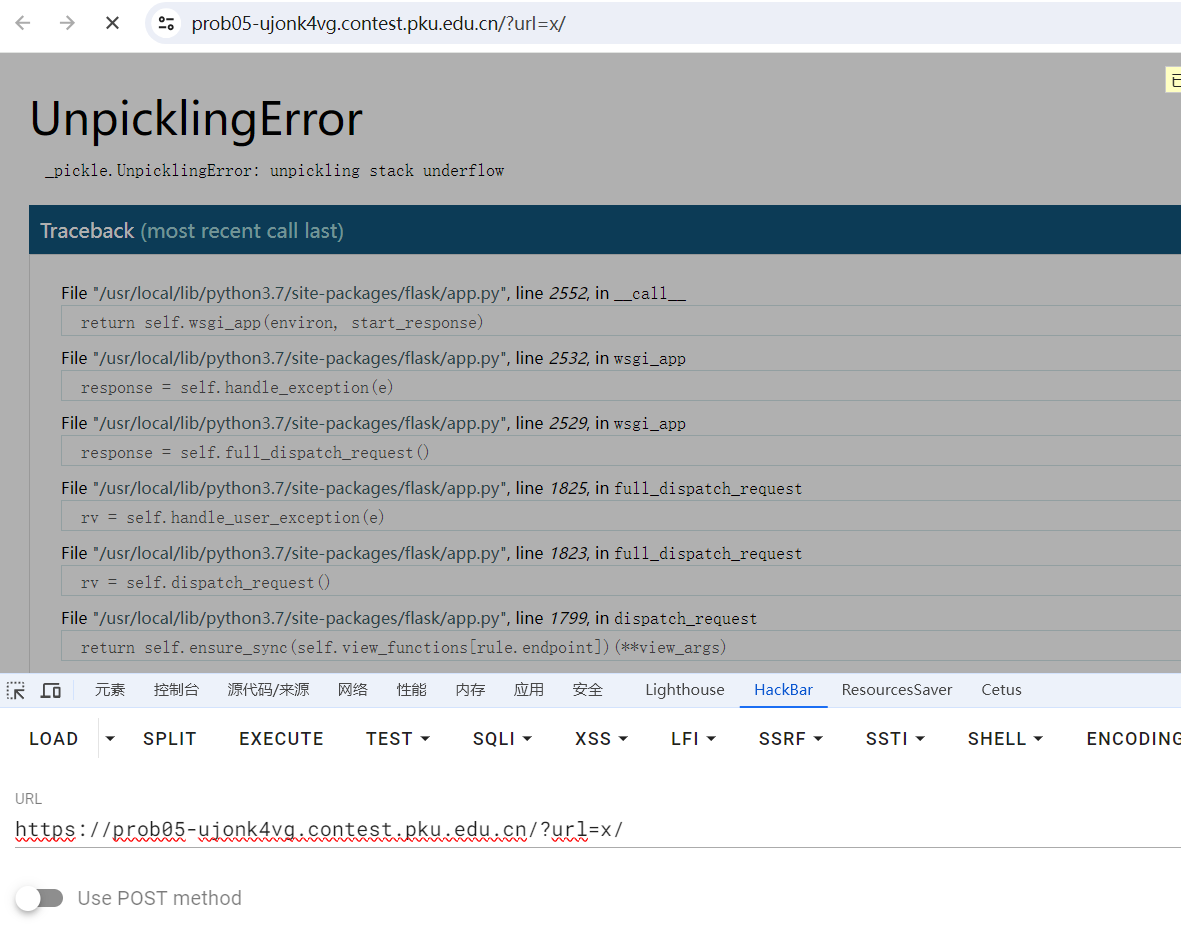 prob05-ujonk4vg.contest.pku.edu.cn/?url=x/
UnpicklingError
_pickle.UnpicklingError: unpickling stack underflow
Traceback (most recent call last)
File "/usr/local/lib/python3.7/site-packages/flask/app.py", line 2552, in __call__
return self.wsgi_app(environ, start_response)
File "/usr/local/lib/python3.7/site-packages/flask/app.py", line 2532, in wsgi_app
response = self.handle_exception(e)
File "/usr/local/lib/python3.7/site-packages/flask/app.py", line 2529, in wsgi_app
response = self.full_dispatch_request()
File "/usr/local/lib/python3.7/site-packages/flask/app.py", line 1825, in full_dispatch_request
rv = self.handle_user_exception(e)
File "/usr/local/lib/python3.7/site-packages/flask/app.py", line 1823, in full_dispatch_request
rv = self.dispatch_request()
File "/usr/local/lib/python3.7/site-packages/flask/app.py", line 1799, in dispatch_request
return self.ensure_sync(self.view_functions[rule.endpoint])(**view_args)
元素 控制台 源代码/来源 网络 性能 内存 应用 安全 Lighthouse HackBar ResourcesSaver Cetus
LOAD SPLIT EXECUTE TEST SQLI XSS LFI SSRF SSTI SHELL ENCODING
URL
https://prob05-ujonk4vg.contest.pku.edu.cn/?url=x/
Use POST method